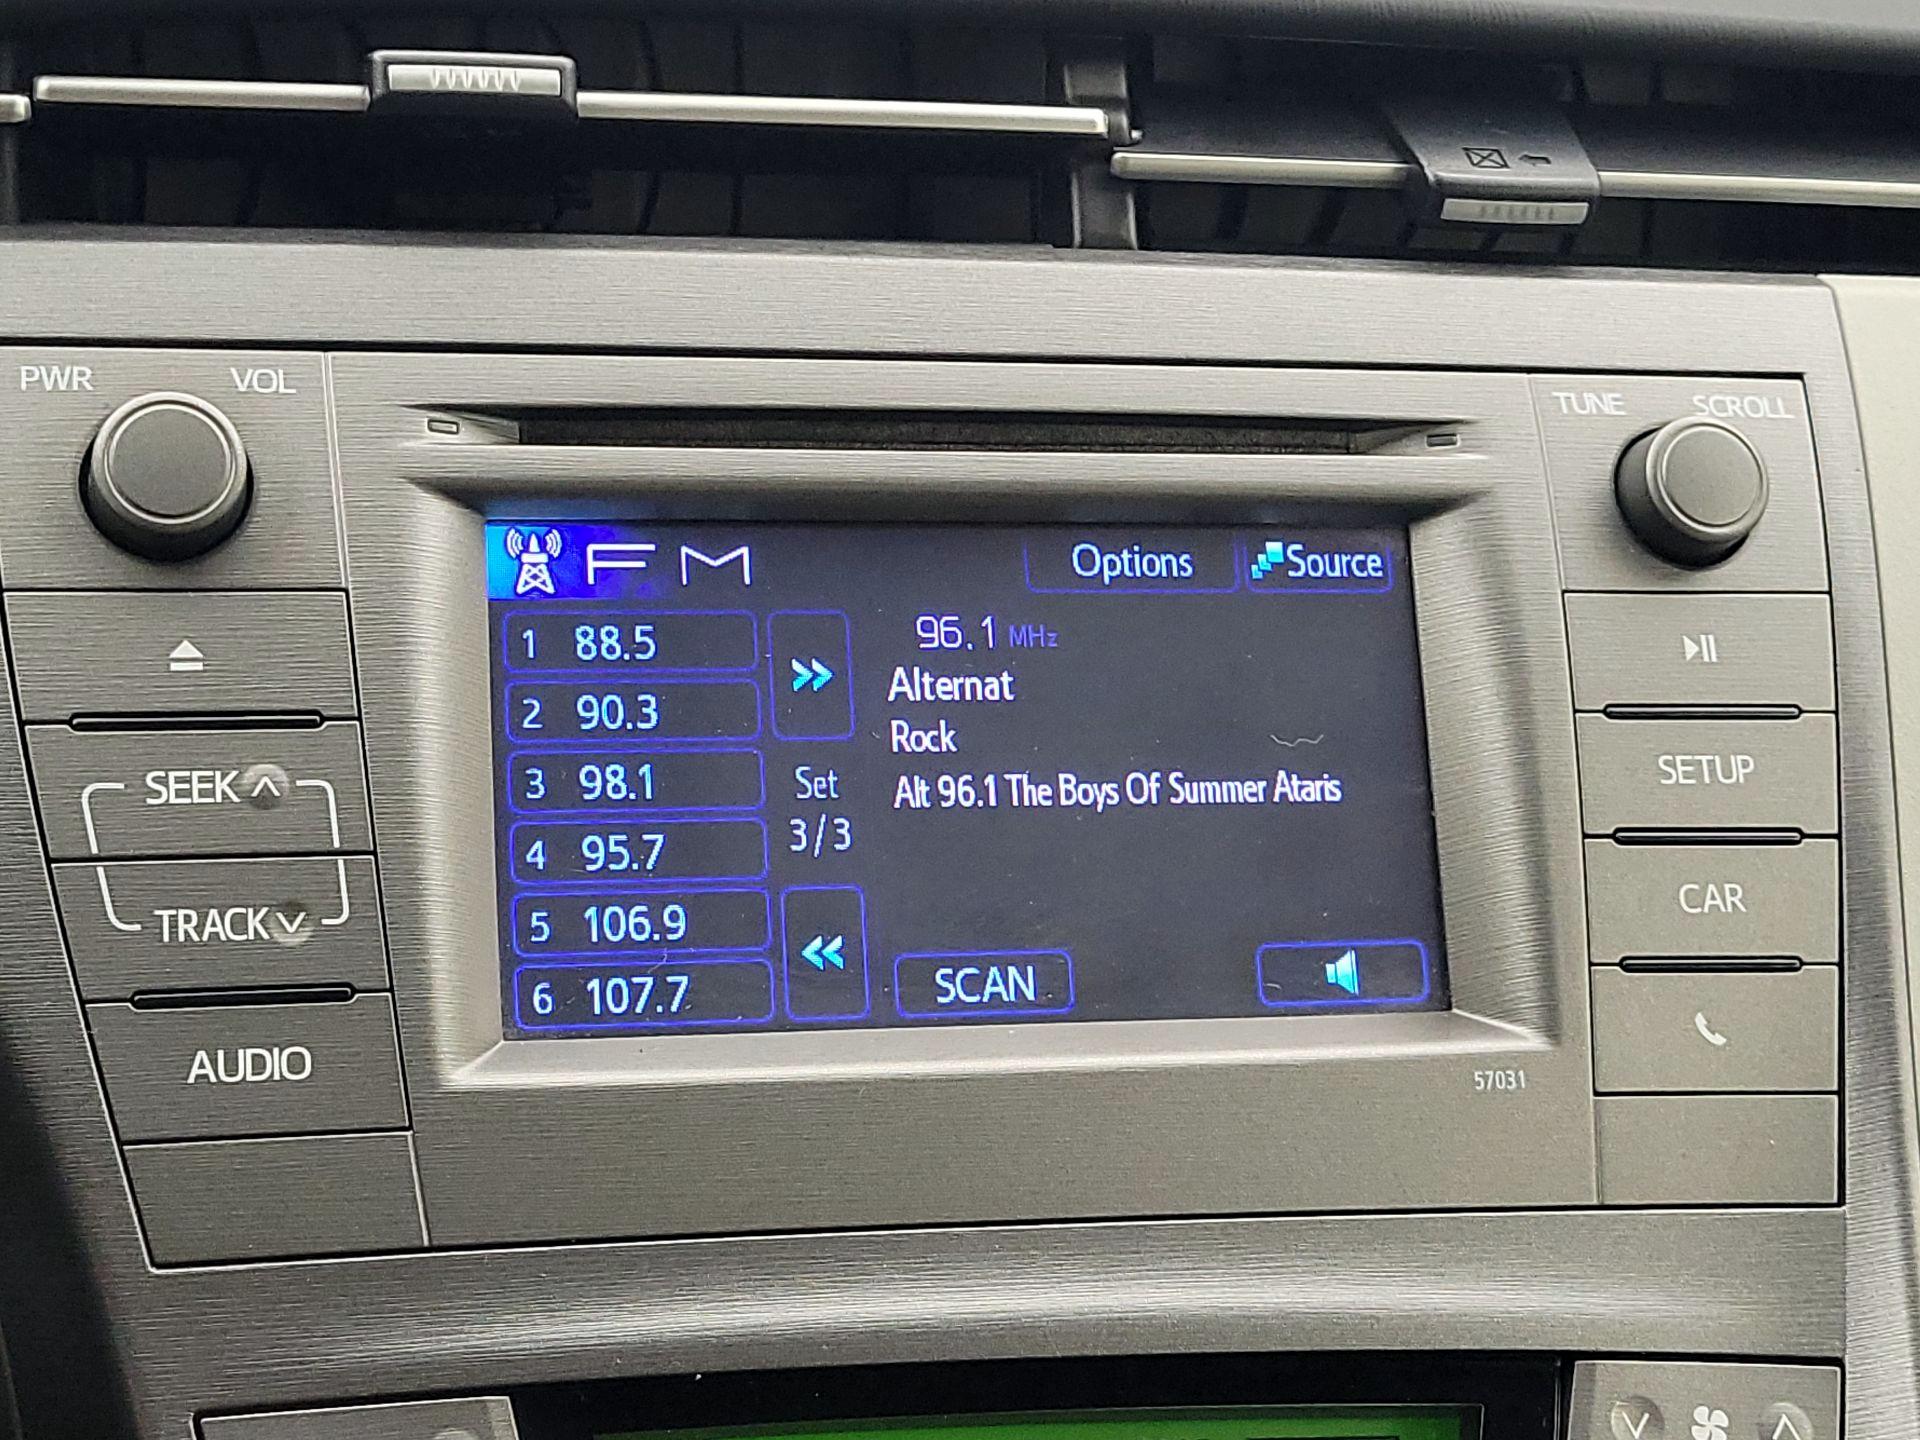 PWR VOL
TUNE SCROLL
FM
Options
Source
1 88.5
2 90.3
3 98.1
4 95.7
5 106.9
6 107.7
Set
3/3
96.1 MHz
Alternat
Rock
Alt 96.1 The Boys Of Summer Ataris
SCAN
SEEK
TRACK
AUDIO
SETUP
CAR
57031